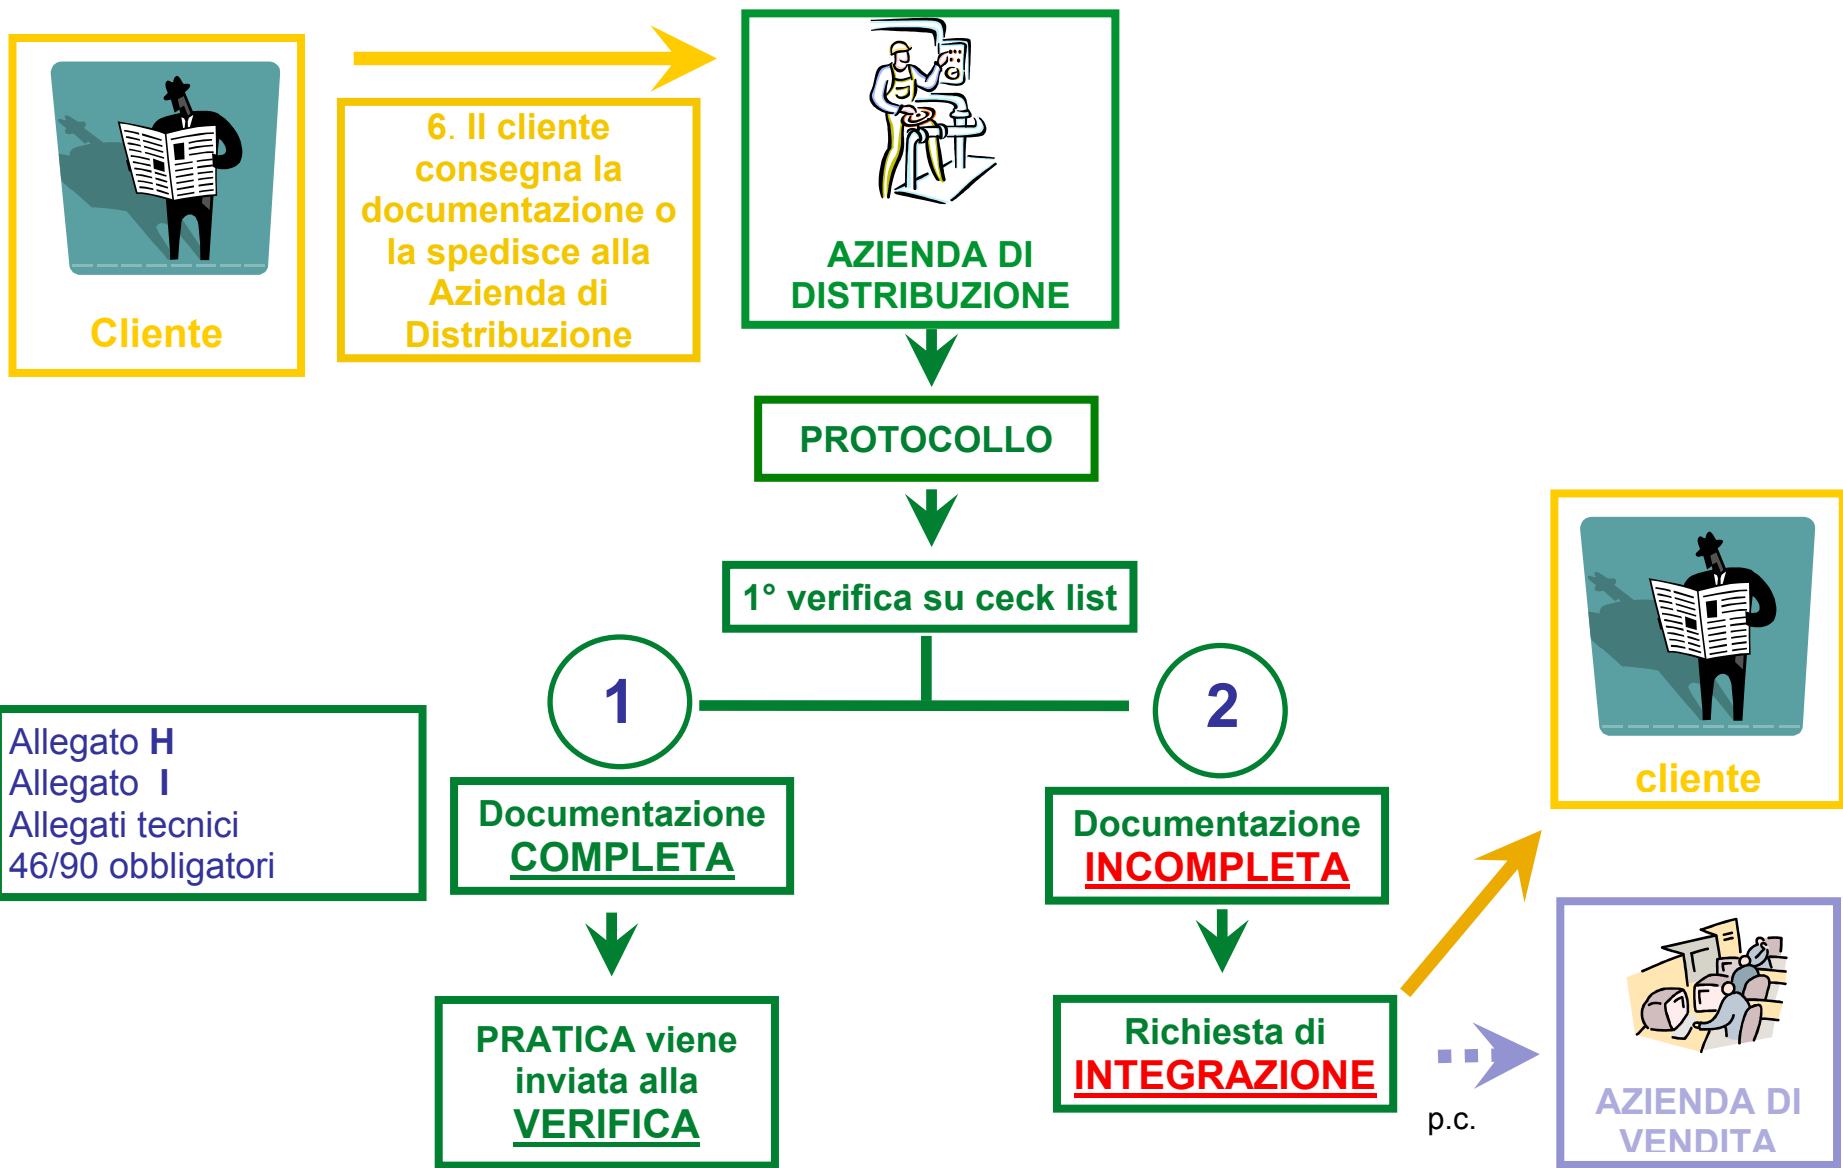 Cliente
6. Il cliente
consegna la
documentazione o
la spedisce alla
Azienda di
Distribuzione
AZIENDA DI
DISTRIBUZIONE
PROTOCOLLO
1° verifica su ceck list
1
2
Allegato H
Allegato I
Allegati tecnici
46/90 obbligatori
Documentazione
COMPLETA
Documentazione
INCOMPLETA
cliente
PRATICA viene
inviata alla
VERIFICA
Richiesta di
INTEGRAZIONE
p.c.
AZIENDA DI
VENDITA